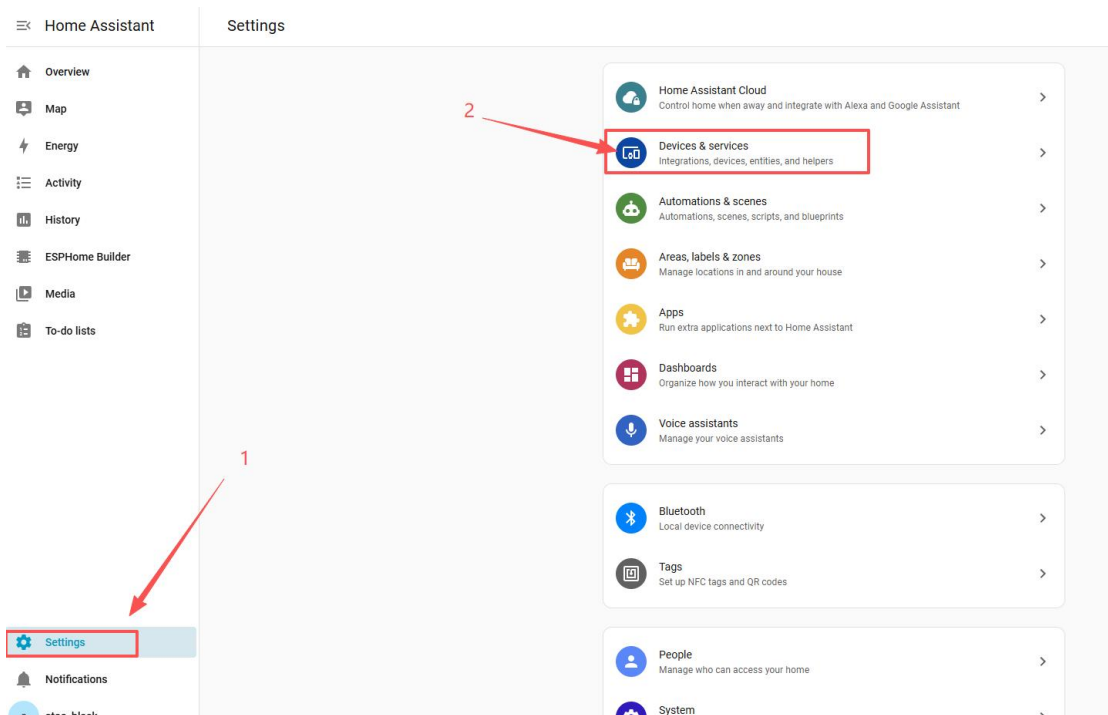 Home Assistant
Settings
Overview
Map
Energy
Activity
History
ESPHome Builder
Media
To-do lists
Settings
Notifications
1
2
Home Assistant Cloud
Control home when away and integrate with Alexa and Google Assistant
Devices & services
Integrations, devices, entities, and helpers
Automations & scenes
Automations, scenes, scripts, and blueprints
Areas, labels & zones
Manage locations in and around your house
Apps
Run extra applications next to Home Assistant
Dashboards
Organize how you interact with your home
Voice assistants
Manage your voice assistants
Bluetooth
Local device connectivity
Tags
Set up NFC tags and QR codes
People
Manage who can access your home
System